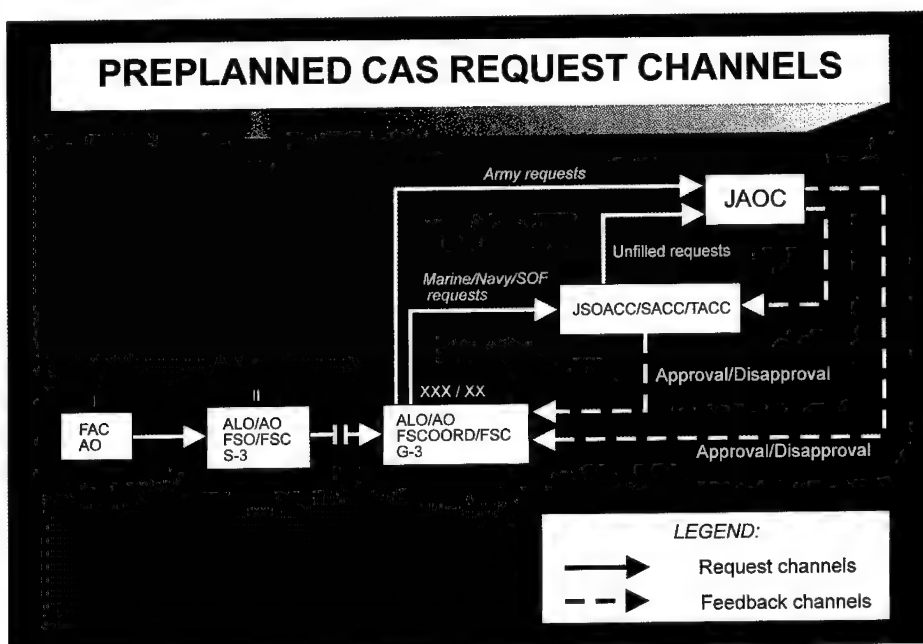 PREPLANNED CAS REQUEST CHANNELS
Army requests
JAOC
Unfilled requests
Marine/Navy/SOF
requests
JSOACC/SACC/TACC
Approval/Disapproval
I
II
XXX / XX
FAC
AO
ALO/AO
FSO/FSC
S-3
ALO/AO
FSCOORD/FSC
G-3
Approval/Disapproval
LEGEND:
Request channels
Feedback channels